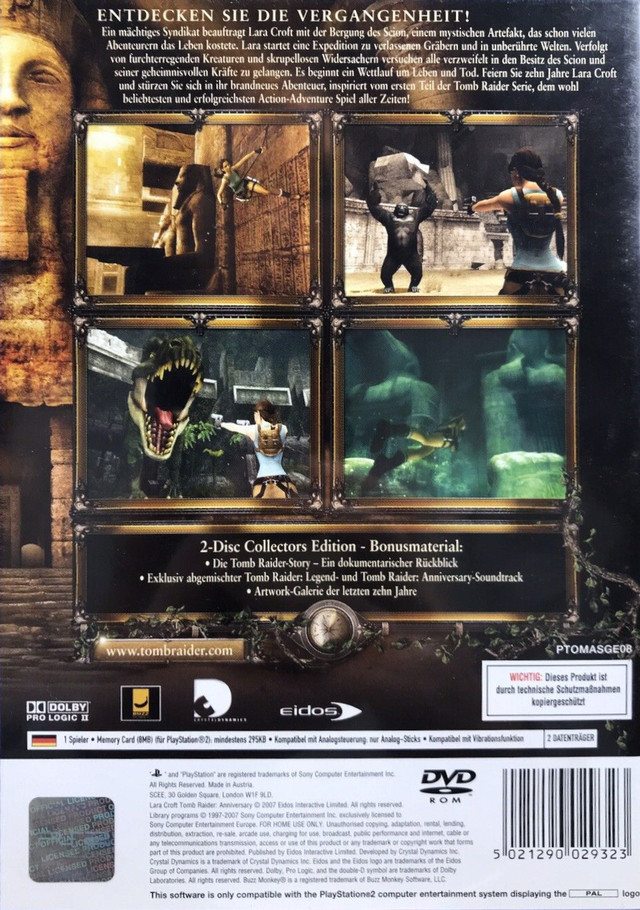 ENTDECKEN SIE DIE VERGANGENHEIT!
Ein mächtiges Syndikat beauftragt Lara Croft mit der Bergung des Scion, einem mystischen Artefakt, das schon vielen
Abenteurern das Leben kostete. Lara startet eine Expedition zu verlassenen Gräbern und in unberührte Welten. Verfolgt
von furchterregenden Kreaturen und skrupellosen Widersachern versuchen alle verzweifelt in den Besitz des Scion und
seiner geheimnisvollen Kräfte zu gelangen. Es beginnt ein Wettlauf um Leben und Tod. Feiern Sie zehn Jahre Lara Croft
und stürzen Sie sich in ihr brandneues Abenteuer, inspiriert vom ersten Teil der Tomb Raider Serie, dem wohl
beliebtesten und erfolgreichsten Action-Adventure Spiel aller Zeiten!
2-Disc Collectors Edition - Bonusmaterial:
• Die Tomb Raider-Story – Ein dokumentarischer Rückblick
• Exklusiv abgemischter Tomb Raider: Legend- und Tomb Raider: Anniversary-Soundtrack
• Artwork-Galerie der letzten zehn Jahre
www.tombraider.com
PTOMASGE08
WICHTIG: Dieses Produkt ist
durch technische Schutzmaßnahmen
kopiergeschützt
DOLBY
PRO LOGIC II
BUZZ
CRYSTAL DYNAMICS
eidos
1 Spieler • Memory Card (8MB) (für PlayStation®2): mindestens 295KB • Kompatibel mit Analogsteuerung: nur Analog-Sticks • Kompatibel mit Vibrationsfunktion
2 DATENTRÄGER
" and "PlayStation" are registered trademarks of Sony Computer Entertainment Inc.
All Rights Reserved. Made in Austria.
SCEE, 30 Golden Square, London W1F 9LD.
Lara Croft Tomb Raider: Anniversary © 2007 Eidos Interactive Limited. All rights reserved.
Library programs © 1997-2007 Sony Computer Entertainment Inc. exclusively licensed to
Sony Computer Entertainment Europe. FOR HOME USE ONLY. Unauthorised copying, adaptation, rental, lending,
distribution, extraction, re-sale, arcade use, charging for use, broadcast, public performance and internet, cable or
any telecommunications transmission, access or use of this product or any trademark or copyright work that forms
part of this product are prohibited. Published by Eidos Interactive Limited. Developed by Crystal Dynamics Inc.
Crystal Dynamics is a trademark of Crystal Dynamics Inc. Eidos and the Eidos logo are trademarks of the Eidos
Group of Companies. All rights reserved. Dolby, Pro Logic, and the double-D symbol are trademarks of Dolby
Laboratories. All rights reserved. Buzz Monkey® is a registered trademark of Buzz Monkey Software, LLC.
DVD
ROM
5 021290 029323
This software is only compatible with the PlayStation®2 computer entertainment system displaying the PAL logo